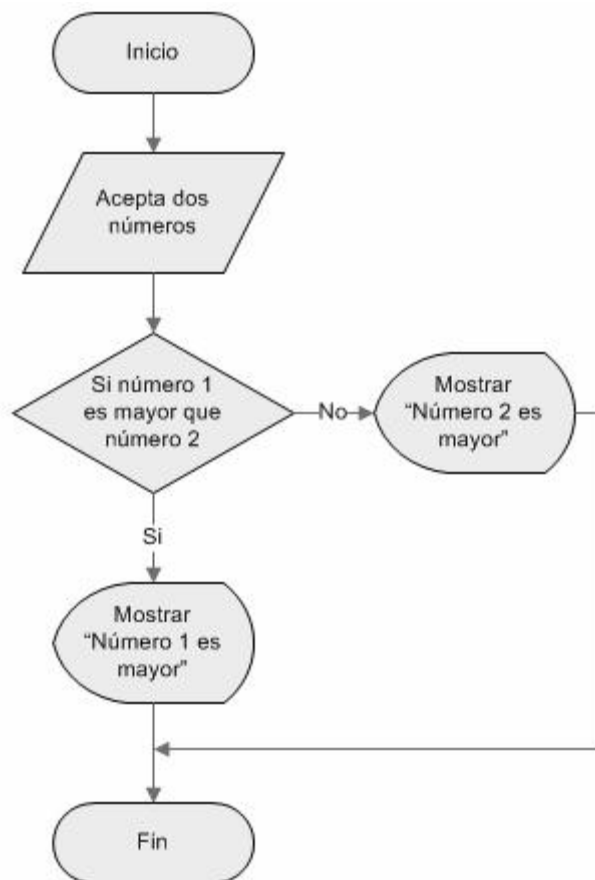 Inicio
Acepta dos
números
Si número 1
es mayor que
número 2
No
Mostrar
“Número 2 es
mayor”
Si
Mostrar
“Número 1 es
mayor”
Fin